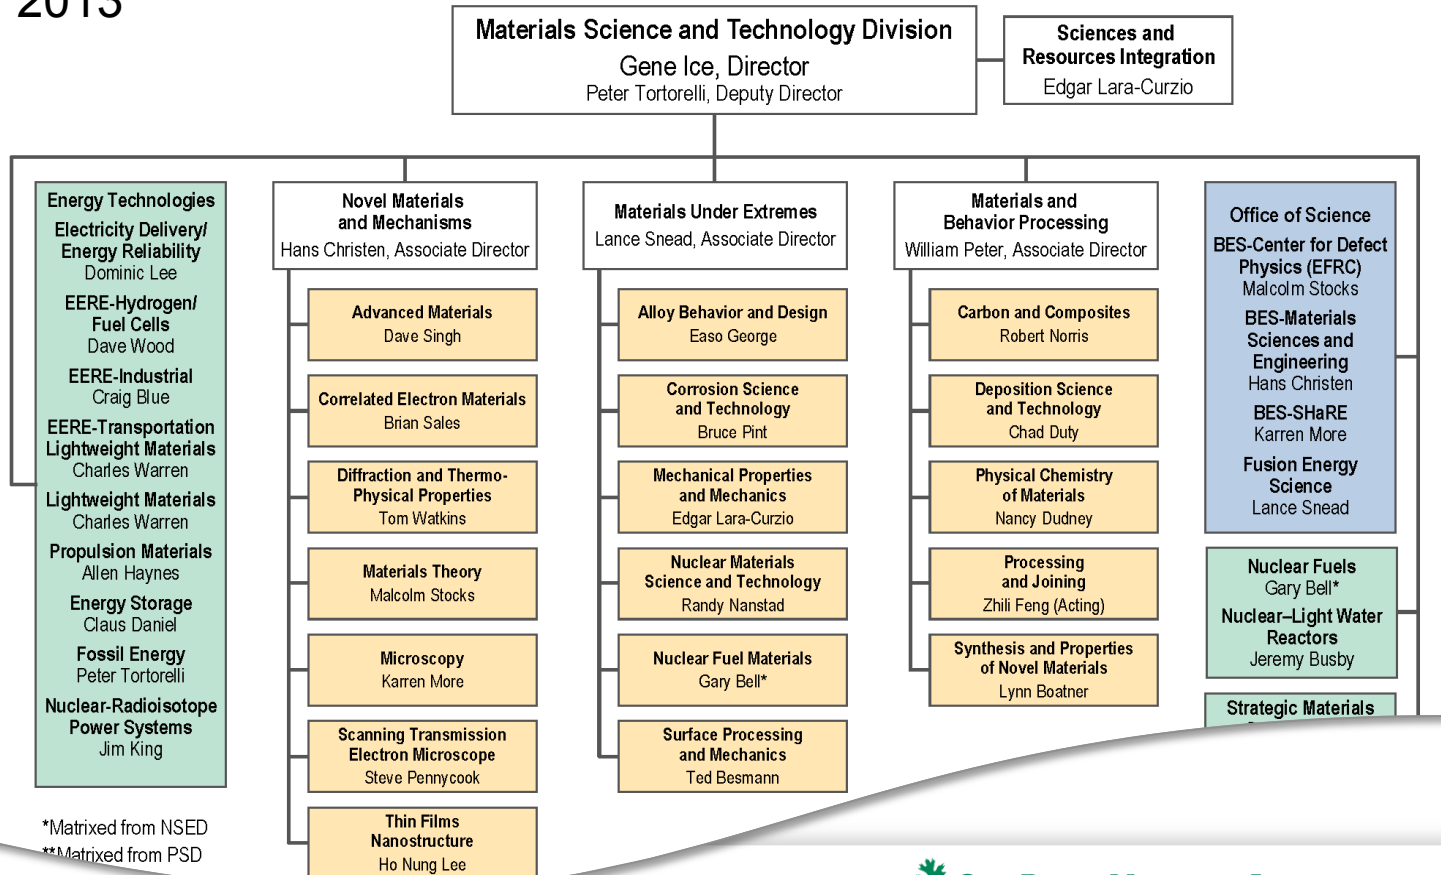 2013
Materials Science and Technology Division
Gene Ice, Director
Peter Tortorelli, Deputy Director
Sciences and
Resources Integration
Edgar Lara-Curzio
Energy Technologies
Electricity Delivery/
Energy Reliability
Dominic Lee
EERE-Hydrogen/
Fuel Cells
Dave Wood
EERE-Industrial
Craig Blue
EERE-Transportation
Lightweight Materials
Charles Warren
Lightweight Materials
Charles Warren
Propulsion Materials
Allen Haynes
Energy Storage
Claus Daniel
Fossil Energy
Peter Tortorelli
Nuclear-Radioisotope
Power Systems
Jim King
*Matrixed from NSED
**Matrixed from PSD
Novel Materials
and Mechanisms
Hans Christen, Associate Director
Advanced Materials
Dave Singh
Correlated Electron Materials
Brian Sales
Diffraction and Thermo-
Physical Properties
Tom Watkins
Materials Theory
Malcolm Stocks
Microscopy
Karren More
Scanning Transmission
Electron Microscope
Steve Pennycook
Thin Films
Nanostructure
Ho Nung Lee
Materials Under Extremes
Lance Snead, Associate Director
Alloy Behavior and Design
Easo George
Corrosion Science
and Technology
Bruce Pint
Mechanical Properties
and Mechanics
Edgar Lara-Curzio
Nuclear Materials
Science and Technology
Randy Nanstad
Nuclear Fuel Materials
Gary Bell*
Surface Processing
and Mechanics
Ted Besmann
Materials and
Behavior Processing
William Peter, Associate Director
Carbon and Composites
Robert Norris
Deposition Science
and Technology
Chad Duty
Physical Chemistry
of Materials
Nancy Dudney
Processing
and Joining
Zhili Feng (Acting)
Synthesis and Properties
of Novel Materials
Lynn Boatner
Office of Science
BES-Center for Defect
Physics (EFRC)
Malcolm Stocks
BES-Materials
Sciences and
Engineering
Hans Christen
BES-SHaRE
Karren More
Fusion Energy
Science
Lance Snead
Nuclear Fuels
Gary Bell*
Nuclear–Light Water
Reactors
Jeremy Busby
Strategic Materials